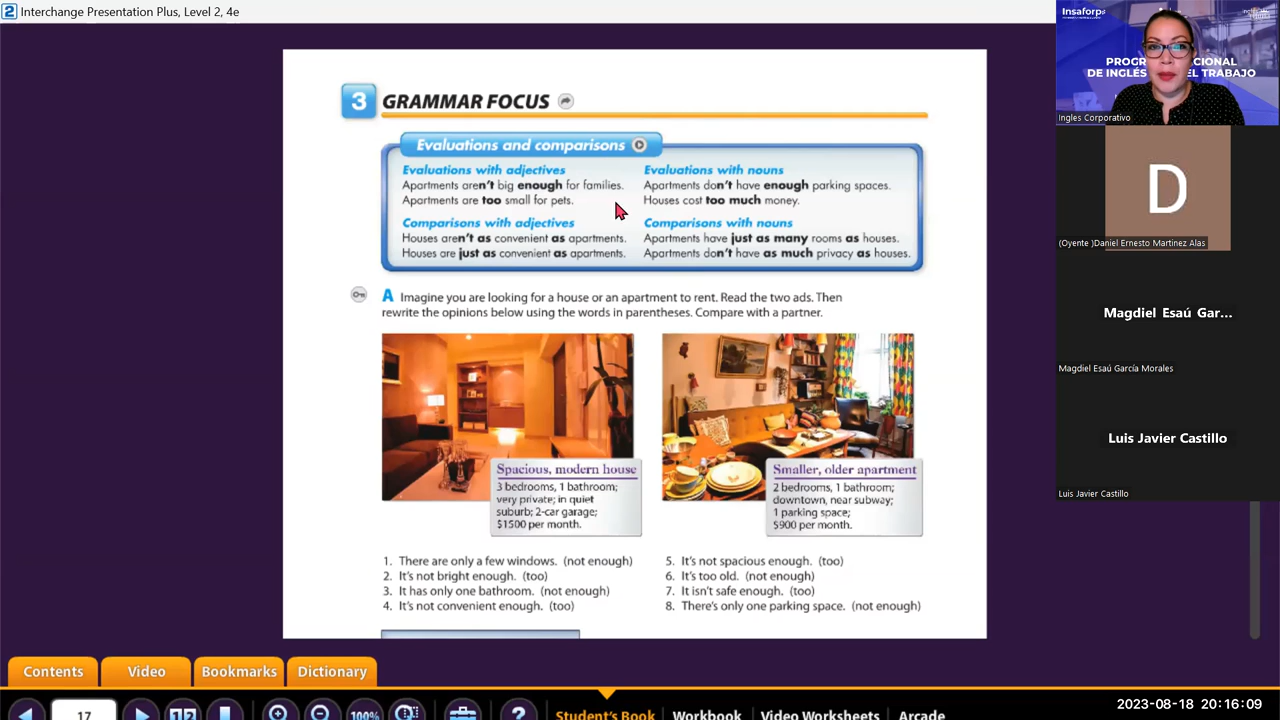 Interchange Presentation Plus, Level 2, 4e
3 GRAMMAR FOCUS
Evaluations and comparisons
Evaluations with adjectives
Apartments aren't big enough for families.
Apartments are too small for pets.
Comparisons with adjectives
Houses aren't as convenient as apartments.
Houses are just as convenient as apartments.
Evaluations with nouns
Apartments don't have enough parking spaces.
Houses cost too much money.
Comparisons with nouns
Apartments have just as many rooms as houses.
Apartments don't have as much privacy as houses.
A Imagine you are looking for a house or an apartment to rent. Read the two ads. Then
rewrite the opinions below using the words in parentheses. Compare with a partner.
Spacious, modern house
3 bedrooms, 1 bathroom;
very private; in quiet
suburb; 2-car garage;
$1500 per month.
Smaller, older apartment
2 bedrooms, 1 bathroom;
downtown, near subway;
1 parking space;
$900 per month.
1. There are only a few windows. (not enough)
2. It's not bright enough. (too)
3. It has only one bathroom. (not enough)
4. It's not convenient enough. (too)
5. It's not spacious enough. (too)
6. It's too old. (not enough)
7. It isn't safe enough. (too)
8. There's only one parking space. (not enough)
Contents
Video
Bookmarks
Dictionary
17
1 2
100%
?
Student's Book
Workbook
Video Worksheets
Arcade
Insaforp
DE INGLÉS
EL TRABAJO
Ingles Corporativo
D
(Oyente )Daniel Ernesto Martinez Alas
Magdiel Esaú Gar...
Magdiel Esaú García Morales
Luis Javier Castillo
Luis Javier Castillo
2023-08-18 20:16:09